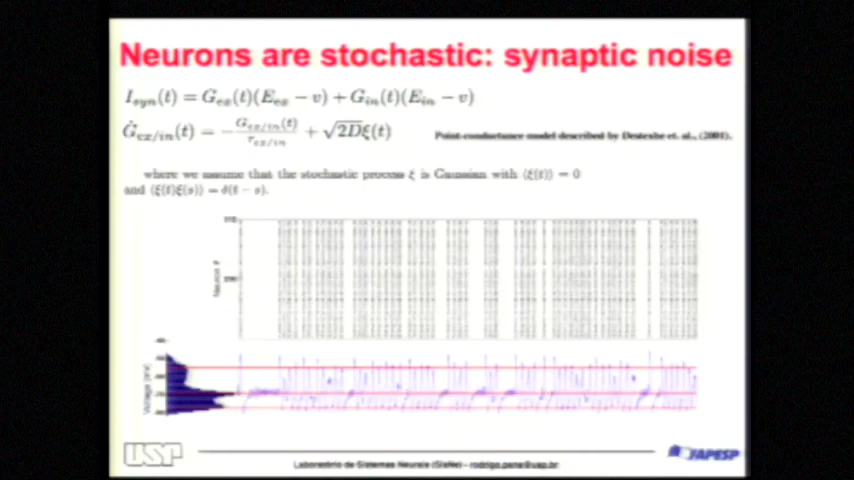 Neurons are stochastic: synaptic noise
I_syn(t) = G_ex(t)(E_ex − v) + G_in(t)(E_in − v)
Ġ_ex/in(t) = − G_ex/in(t) / τ_ex/in + √2D ξ(t)
Point-conductance model described by Destexhe et. al., (2001).
where we assume that the stochastic process ξ is Gaussian with ⟨ξ(t)⟩ = 0
and ⟨ξ(t)ξ(s)⟩ = δ(t − s).
Neuron #
Voltage (mV)
USP
FAPESP
Laboratório de Sistemas Neurais (SisNe) - rodrigo.pena@usp.br